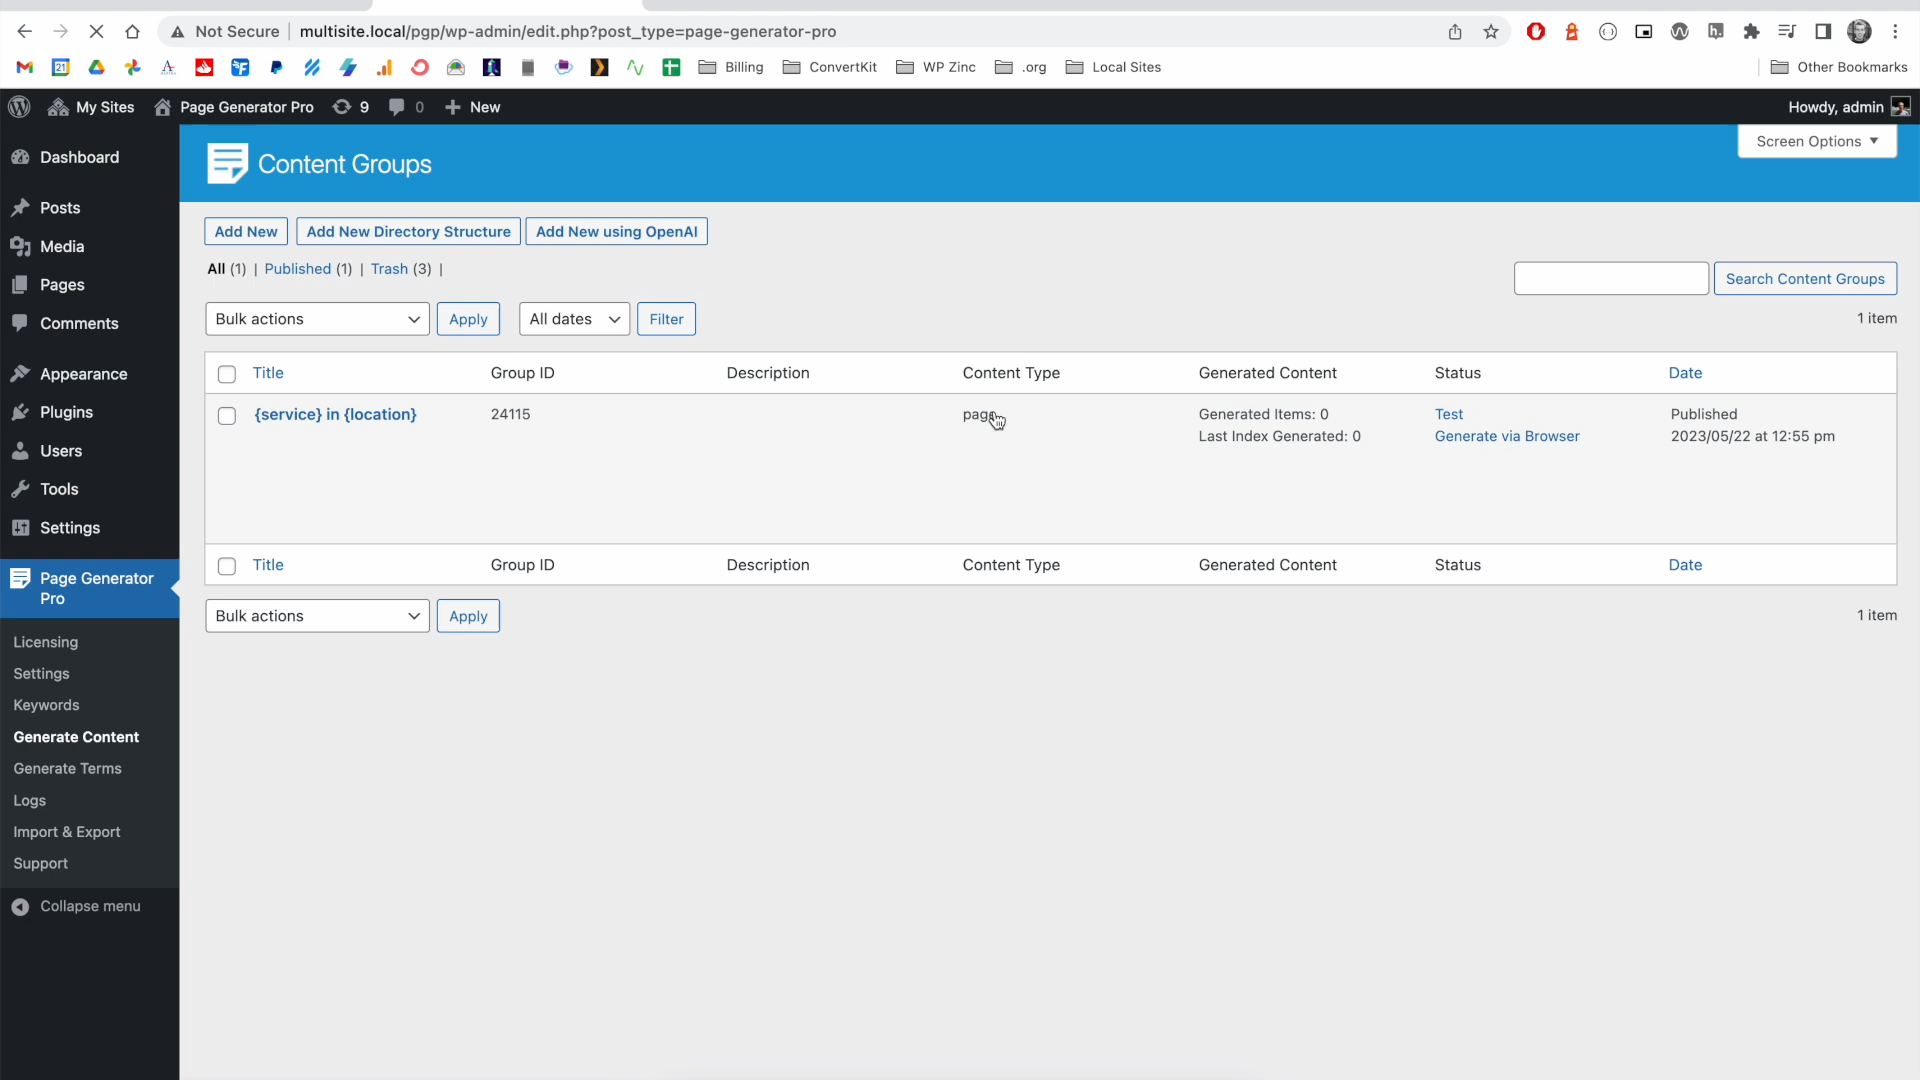 Not Secure multisite.local/pgp/wp-admin/edit.php?post_type=page-generator-pro
21 Billing ConvertKit WP Zinc .org Local Sites Other Bookmarks
My Sites Page Generator Pro 9 0 New Howdy, admin
Screen Options
Dashboard
Posts
Media
Pages
Comments
Appearance
Plugins
Users
Tools
Settings
Page Generator
Pro
Licensing
Settings
Keywords
Generate Content
Generate Terms
Logs
Import & Export
Support
Collapse menu
Content Groups
Add New Add New Directory Structure Add New using OpenAI
All (1) | Published (1) | Trash (3) |
Search Content Groups
Bulk actions Apply All dates Filter 1 item
Title Group ID Description Content Type Generated Content Status Date
{service} in {location} 24115 page Generated Items: 0 Test Published
Last Index Generated: 0 Generate via Browser 2023/05/22 at 12:55 pm
Title Group ID Description Content Type Generated Content Status Date
Bulk actions Apply 1 item